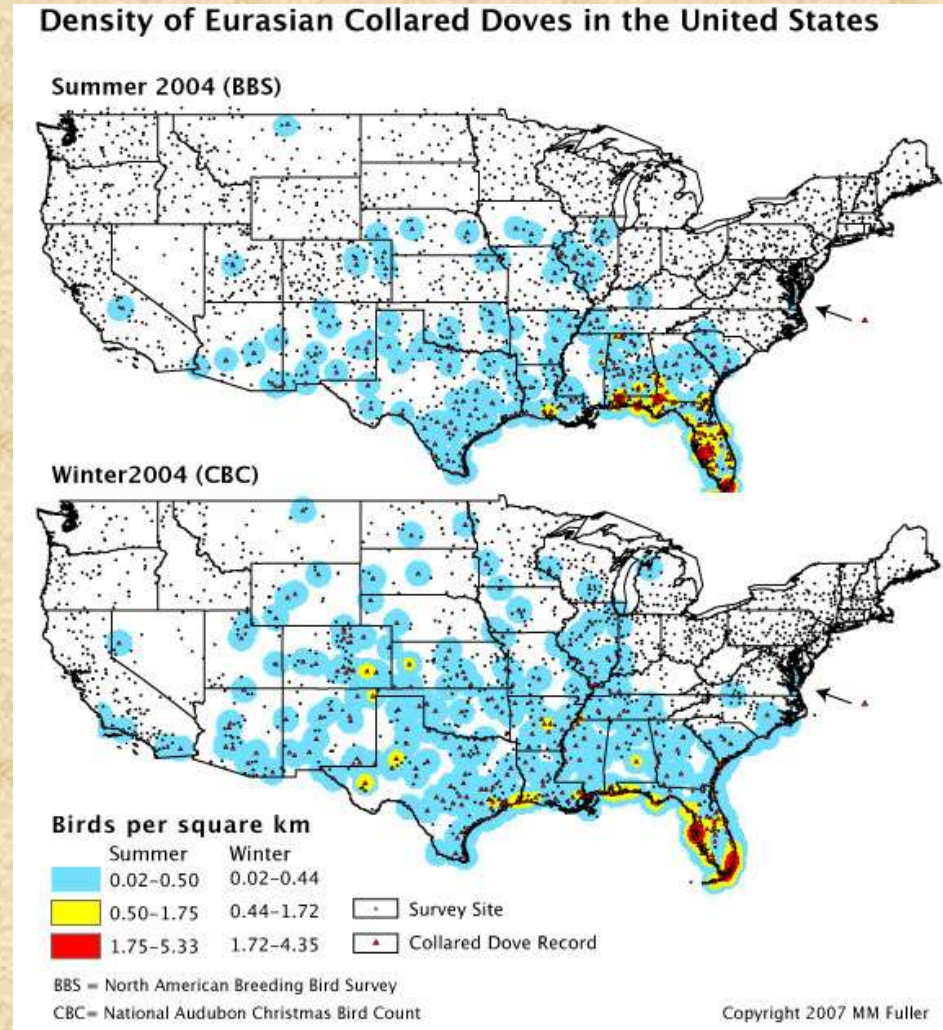 Density of Eurasian Collared Doves in the United States
Summer 2004 (BBS)
Winter2004 (CBC)
Birds per square km
Summer Winter
0.02-0.50 0.02-0.44
0.50-1.75 0.44-1.72 Survey Site
1.75-5.33 1.72-4.35 Collared Dove Record
BBS = North American Breeding Bird Survey
CBC= National Audubon Christmas Bird Count Copyright 2007 MM Fuller